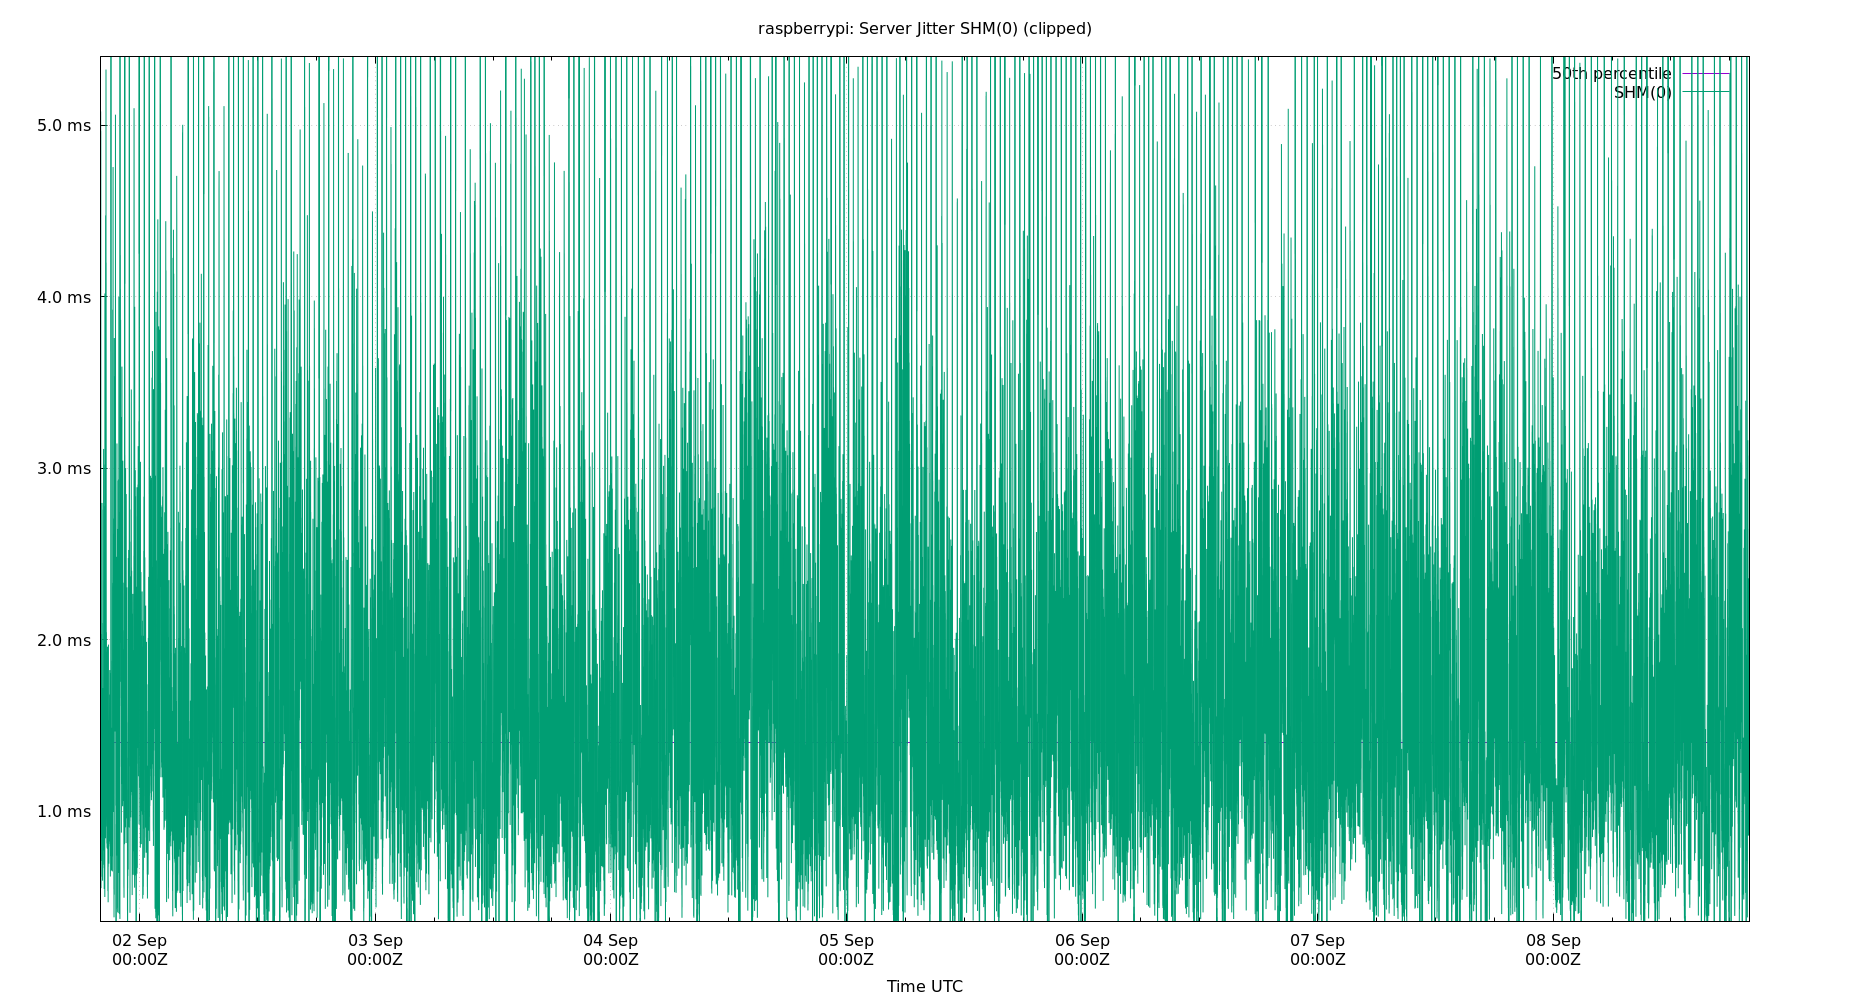 raspberrypi: Server Jitter SHM(0) (clipped)
50th percentile
SHM(0)
5.0 ms
4.0 ms
3.0 ms
2.0 ms
1.0 ms
02 Sep 03 Sep 04 Sep 05 Sep 06 Sep 07 Sep 08 Sep
00:00Z 00:00Z 00:00Z 00:00Z 00:00Z 00:00Z 00:00Z
Time UTC